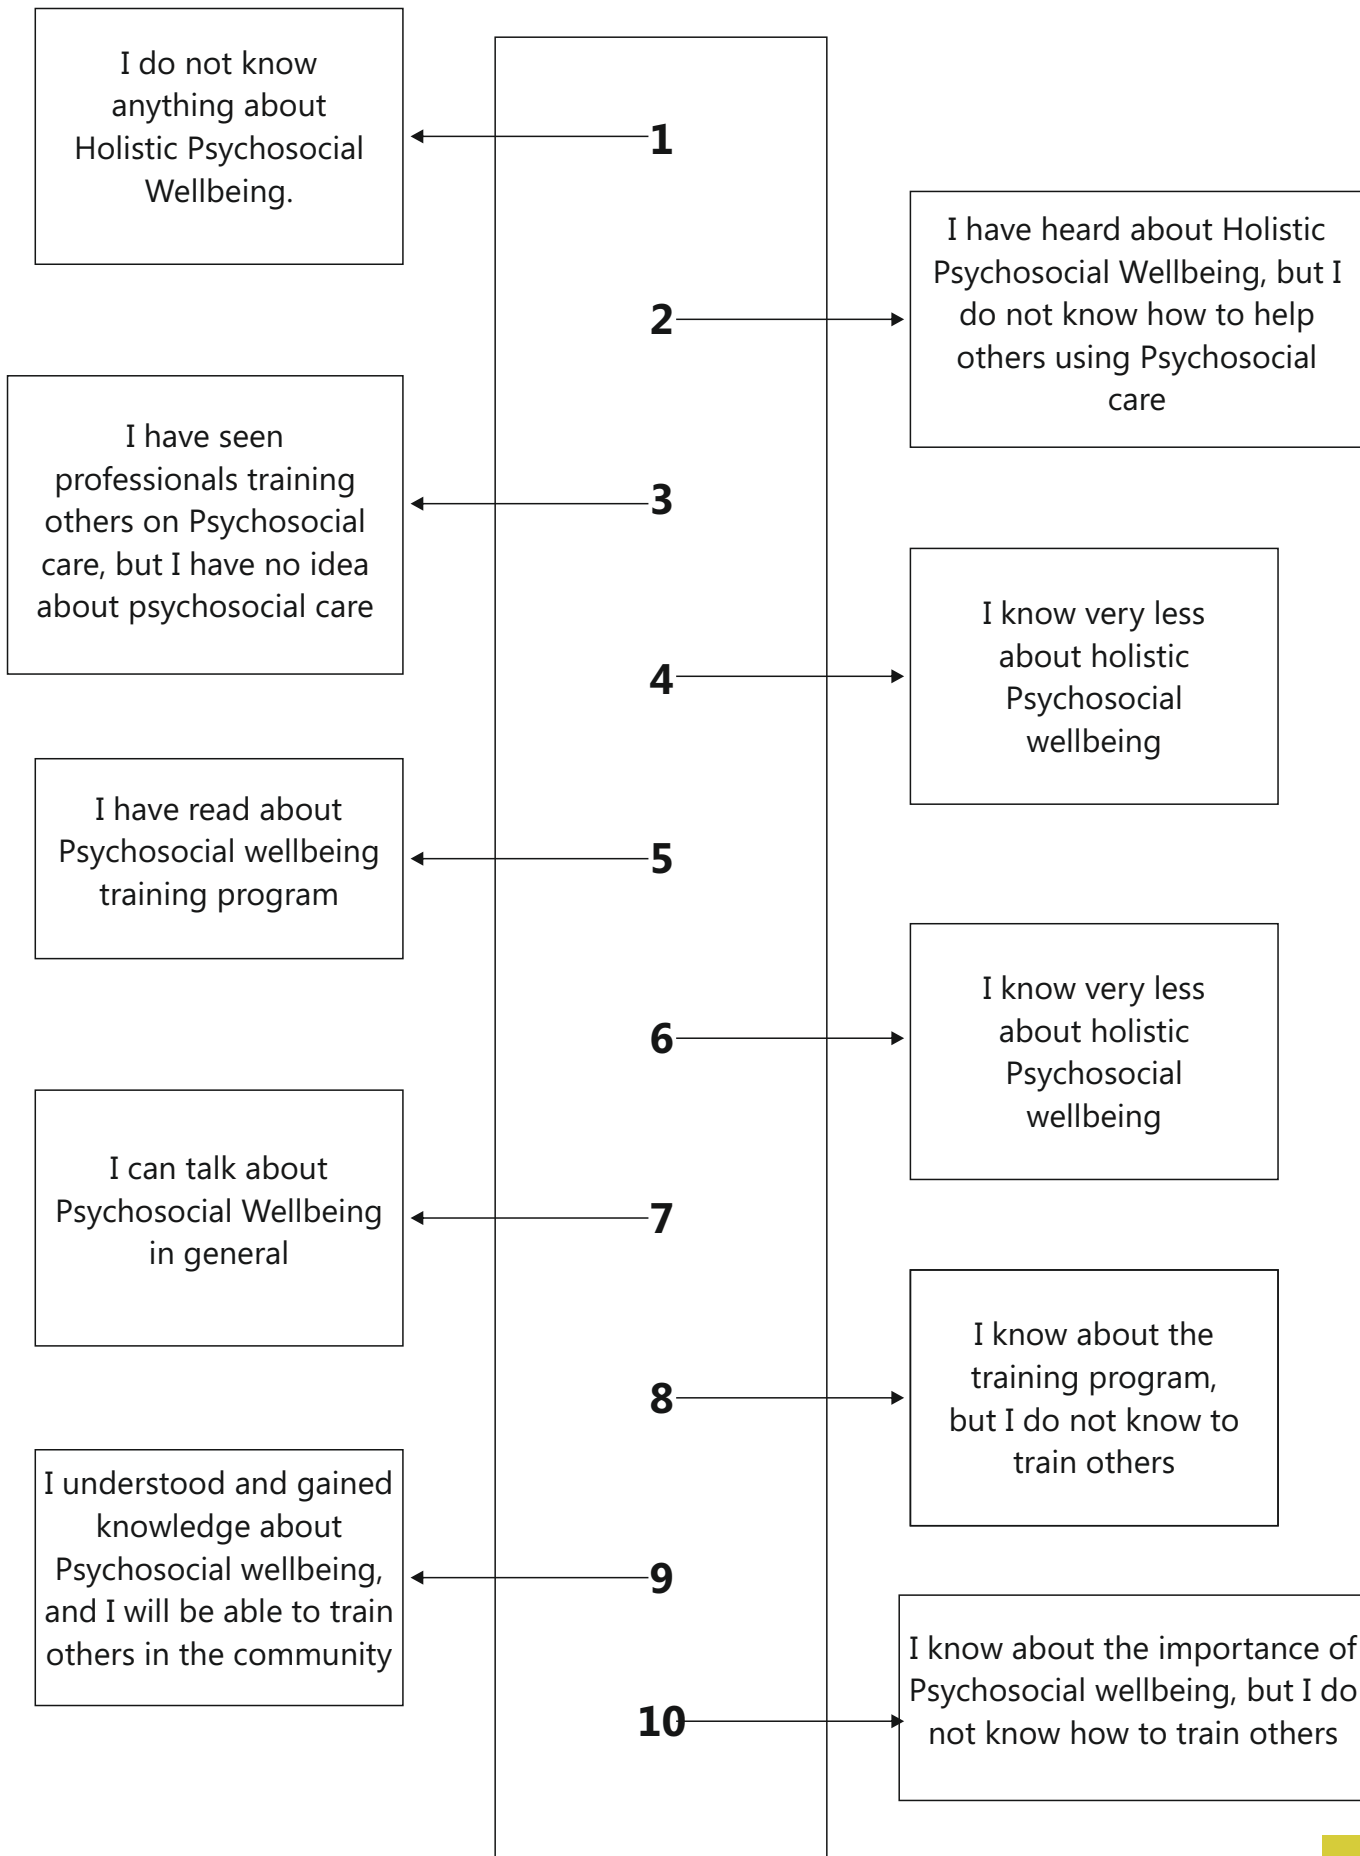 I do not know
anything about
Holistic Psychosocial
Wellbeing.
1
I have heard about Holistic
Psychosocial Wellbeing, but I
do not know how to help
others using Psychosocial
care
2
I have seen
professionals training
others on Psychosocial
care, but I have no idea
about psychosocial care
3
I know very less
about holistic
Psychosocial
wellbeing
4
I have read about
Psychosocial wellbeing
training program
5
I know very less
about holistic
Psychosocial
wellbeing
6
I can talk about
Psychosocial Wellbeing
in general
7
I know about the
training program,
but I do not know to
train others
8
I understood and gained
knowledge about
Psychosocial wellbeing,
and I will be able to train
others in the community
9
I know about the importance of
Psychosocial wellbeing, but I do
not know how to train others
10